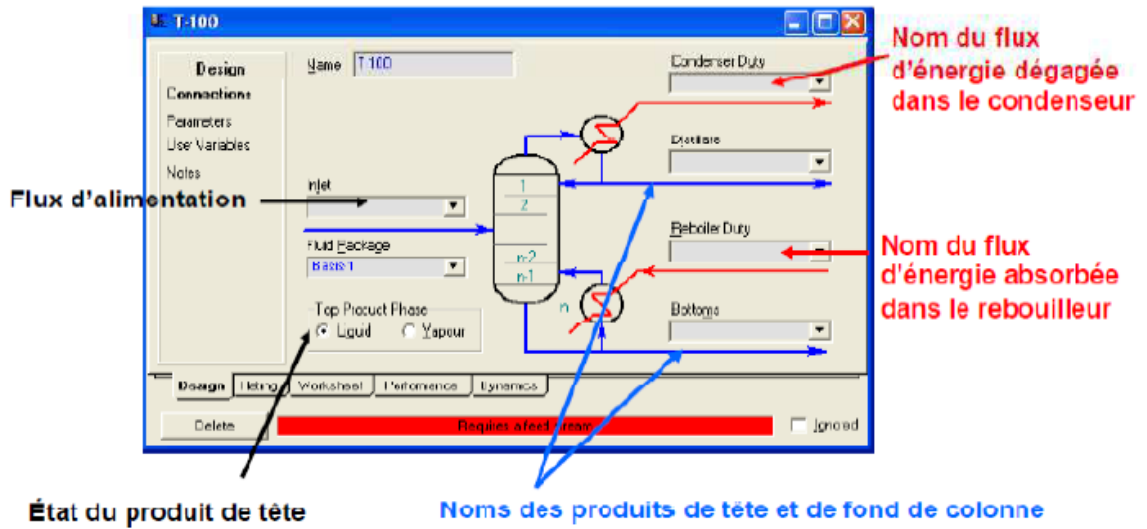 T-100
Nom du flux
d'énergie dégagée
dans le condenseur
Design
Connections
Parameters
User Variables
Notes
Name T-100
Condenser Duty
Distillate
Flux d'alimentation
Inlet
1
2
n-2
n-1
n
Fluid Package
Basis-1
Reboiler Duty
Nom du flux
d'énergie absorbée
dans le rebouilleur
Top Product Phase
Liquid Vapour
Bottoms
Design Rating Worksheet Performance Dynamics
Delete Requires a feed stream Ignored
État du produit de tête
Noms des produits de tête et de fond de colonne